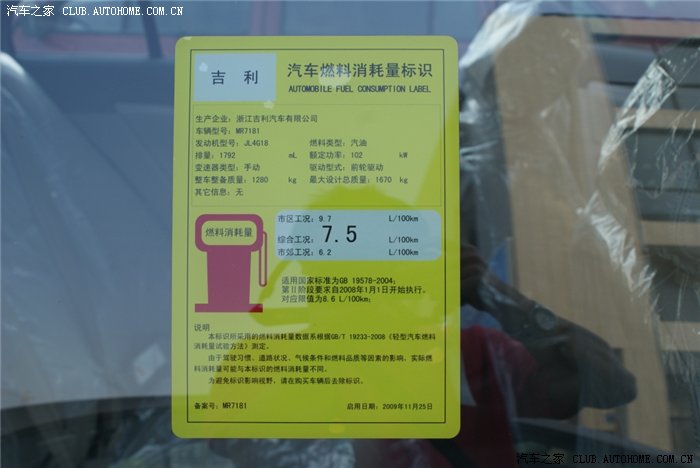 汽车之家 CLUB.AUTOHOME.COM.CN
吉 利
汽车燃料消耗量标识
AUTOMOBILE FUEL CONSUMPTION LABEL
生产企业：浙江吉利汽车有限公司
车辆型号：MR7181
发动机型号：JL4G18 燃料类型：汽油
排量：1792 mL 额定功率：102 kW
变速器类型：手动 驱动型式：前轮驱动
整车整备质量：1280 kg 最大设计总质量：1670 kg
其它信息：无
燃料消耗量
市区工况：9.7 L/100km
综合工况：7.5 L/100km
市郊工况：6.2 L/100km
适用国家标准为GB 19578-2004；
第Ⅱ阶段要求自2008年1月1日开始执行。
对应限值为8.6 L/100km；
说明
本标识所采用的燃料消耗量数据系根据GB/T 19233-2008《轻型汽车燃料
消耗量试验方法》测定。
由于驾驶习惯、道路状况、气候条件和燃料品质等因素的影响，实际燃
料消耗量可能与本标识的燃料消耗量不同。
为避免标识影响视野，请在购买车辆后去除标识。
备案号：MR7181 启用日期：2009年11月25日
汽车之家 CLUB.AUTOHOME.COM.CN